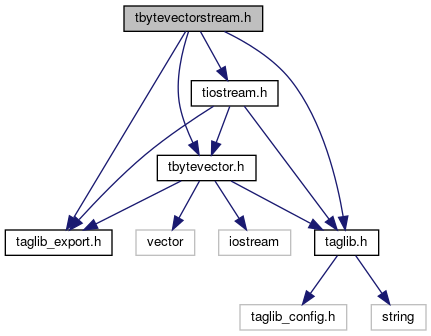 tbytevectorstream.h
tiostream.h
tbytevector.h
taglib_export.h
vector
iostream
taglib.h
taglib_config.h
string